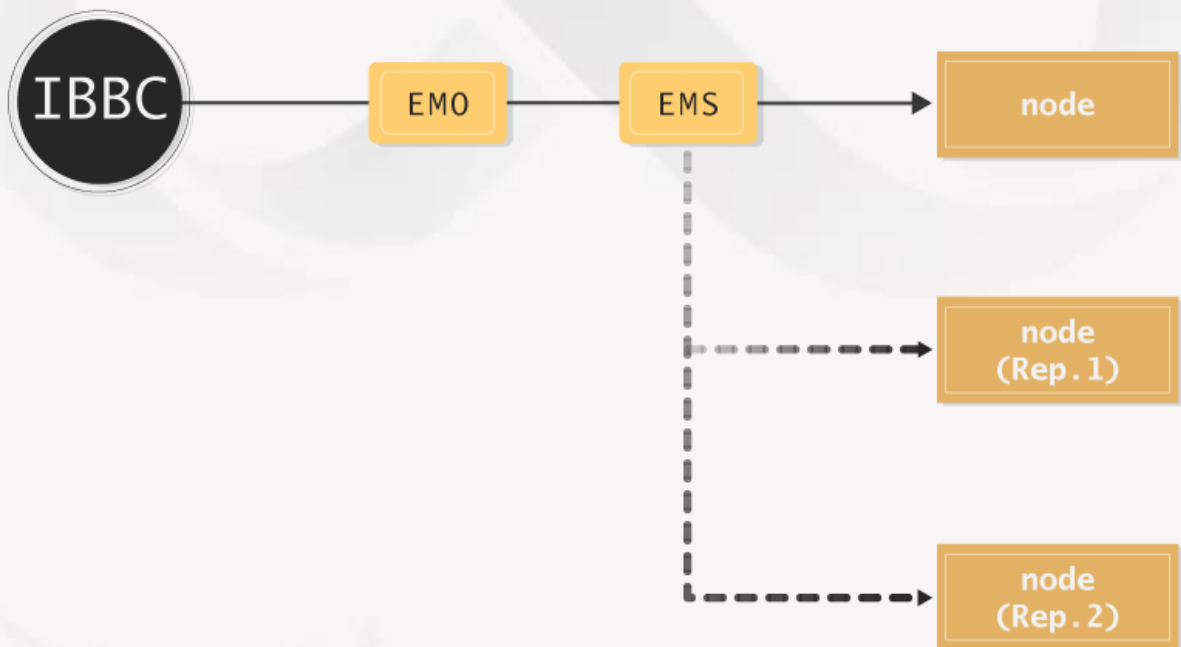 IBBC
EMO
EMS
node
node
(Rep.1)
node
(Rep.2)